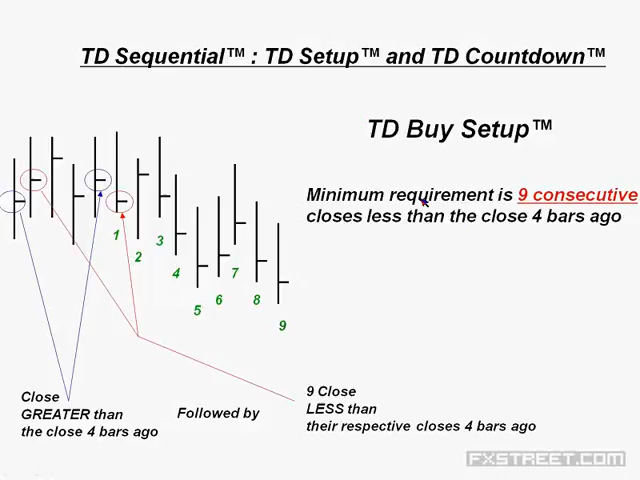 TD Sequential™ : TD Setup™ and TD Countdown™
TD Buy Setup™
Minimum requirement is 9 consecutive
closes less than the close 4 bars ago
1
2
3
4
5
6
7
8
9
Close
GREATER than
the close 4 bars ago
Followed by
9 Close
LESS than
their respective closes 4 bars ago
FXSTREET.COM